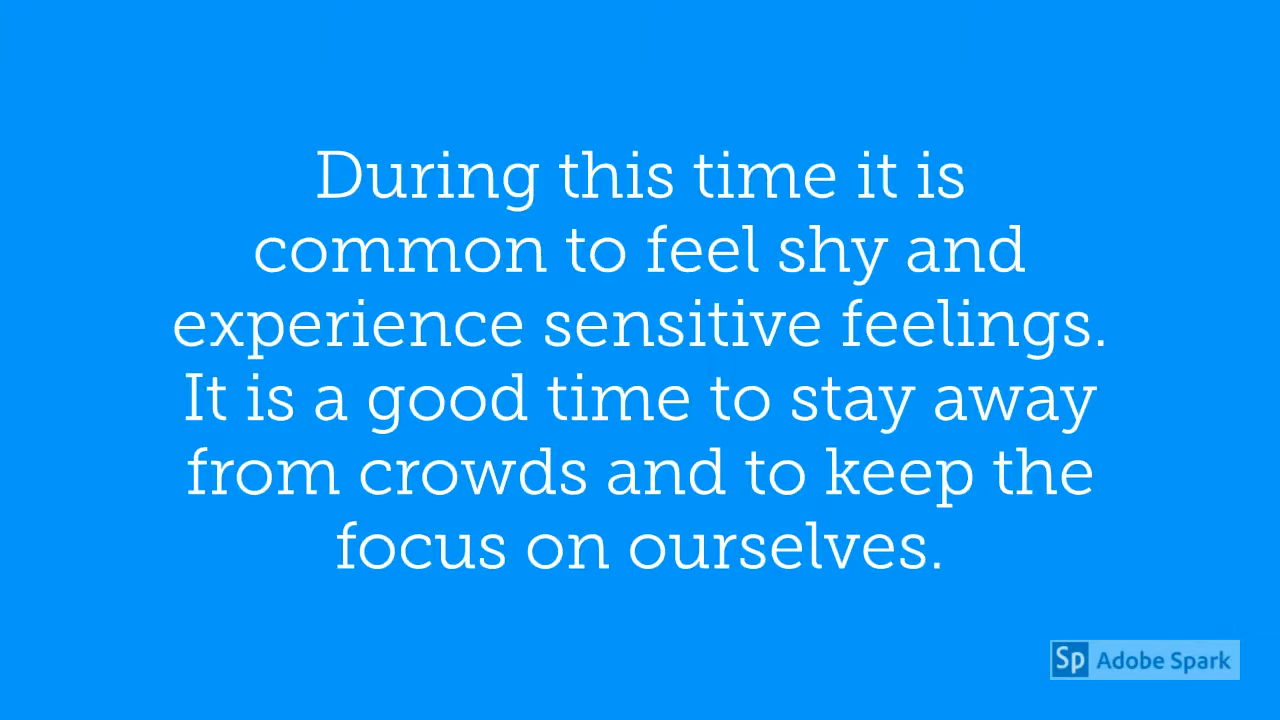 During this time it is
common to feel shy and
experience sensitive feelings.
It is a good time to stay away
from crowds and to keep the
focus on ourselves.
Sp Adobe Spark